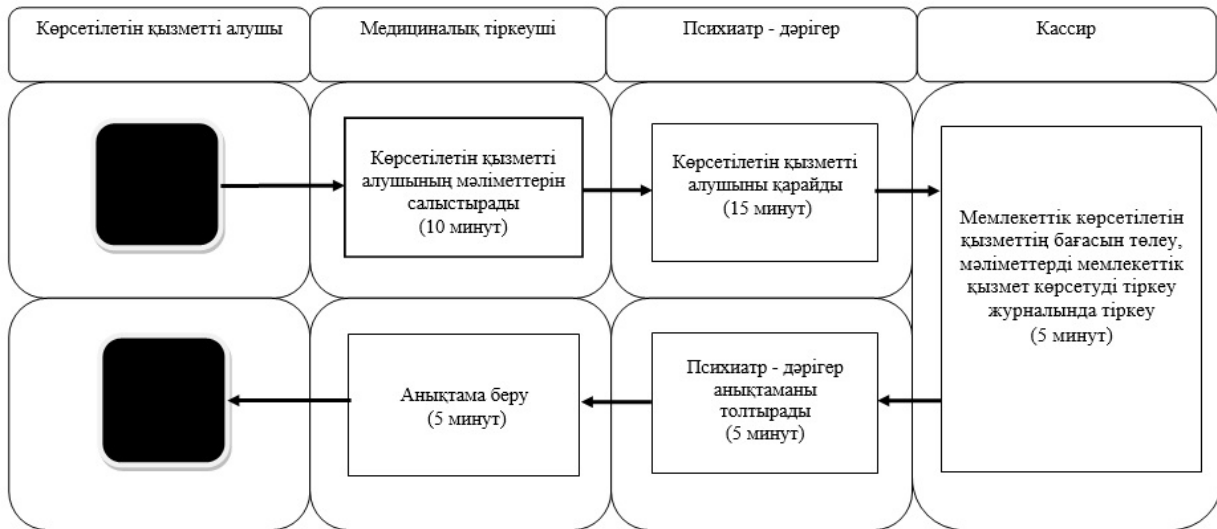 Көрсетілетін қызметті алушы
Медициналық тіркеуші
Психиатр - дәрігер
Кассир
Көрсетілетін қызметті
алушының мәліметтерін
салыстырады
(10 минут)
Көрсетілетін қызметті
алушыны қарайды
(15 минут)
Мемлекеттік көрсетілетін
қызметтің бағасын төлеу,
мәліметтерді мемлекеттік
қызмет көрсетуді тіркеу
журналында тіркеу
(5 минут)
Анықтама беру
(5 минут)
Психиатр - дәрігер
анықтаманы
толтырады
(5 минут)